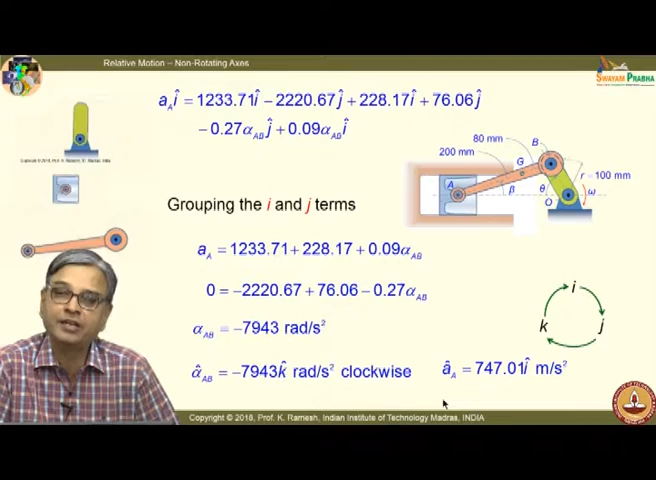 Relative Motion – Non-Rotating Axes
SWAYAM PRABHA
a_A î = 1233.71î − 2220.67ĵ + 228.17î + 76.06ĵ
− 0.27α_AB ĵ + 0.09α_AB î
80 mm
B
200 mm
G
r = 100 mm
A
β
θ
ω
O
Grouping the i and j terms
a_A = 1233.71 + 228.17 + 0.09α_AB
0 = −2220.67 + 76.06 − 0.27α_AB
i
k
j
α_AB = −7943 rad/s²
α̂_AB = −7943k̂ rad/s² clockwise
â_A = 747.01î m/s²
Copyright © 2018, Prof. K. Ramesh, Indian Institute of Technology Madras, INDIA